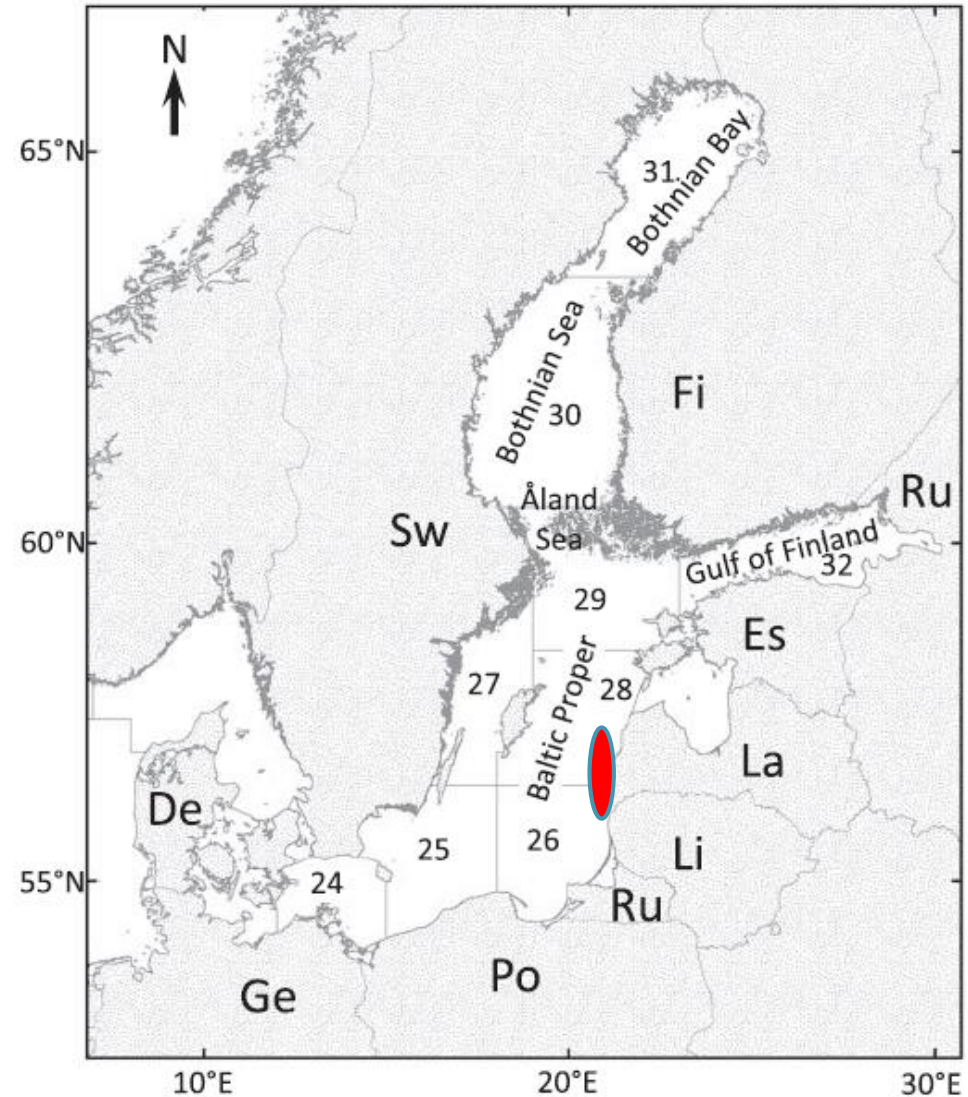 N
65°N
31
Bothnian Bay
Bothnian Sea
30
Fi
Åland
Sea
Sw
Ru
60°N
Gulf of Finland
32
29
Es
27
Baltic Proper
28
La
De
26
25
Li
55°N
24
Ru
Ge
Po
10°E
20°E
30°E